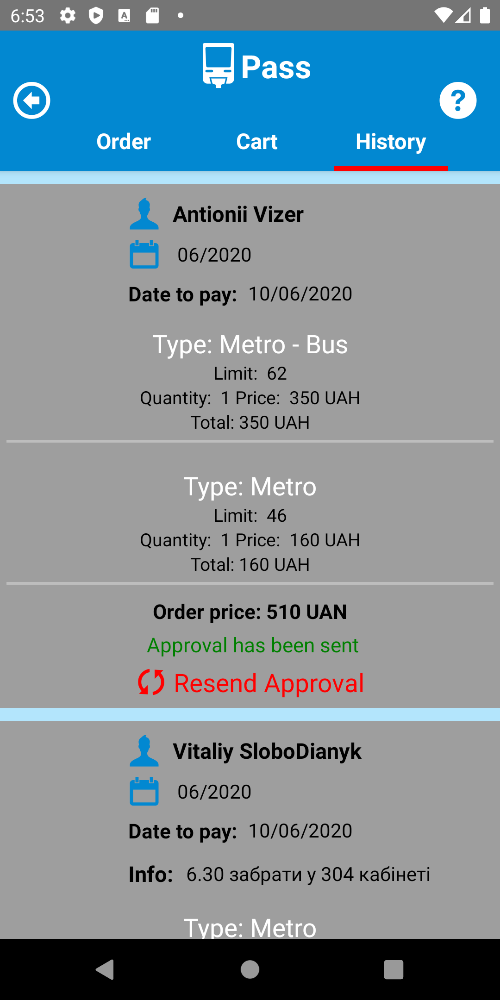 6:53
Pass
?
Order Cart History
Antionii Vizer
06/2020
Date to pay: 10/06/2020
Type: Metro - Bus
Limit: 62
Quantity: 1 Price: 350 UAH
Total: 350 UAH
Type: Metro
Limit: 46
Quantity: 1 Price: 160 UAH
Total: 160 UAH
Order price: 510 UAN
Approval has been sent
Resend Approval
Vitaliy SloboDianyk
06/2020
Date to pay: 10/06/2020
Info: 6.30 забрати у 304 кабінеті
Type: Metro